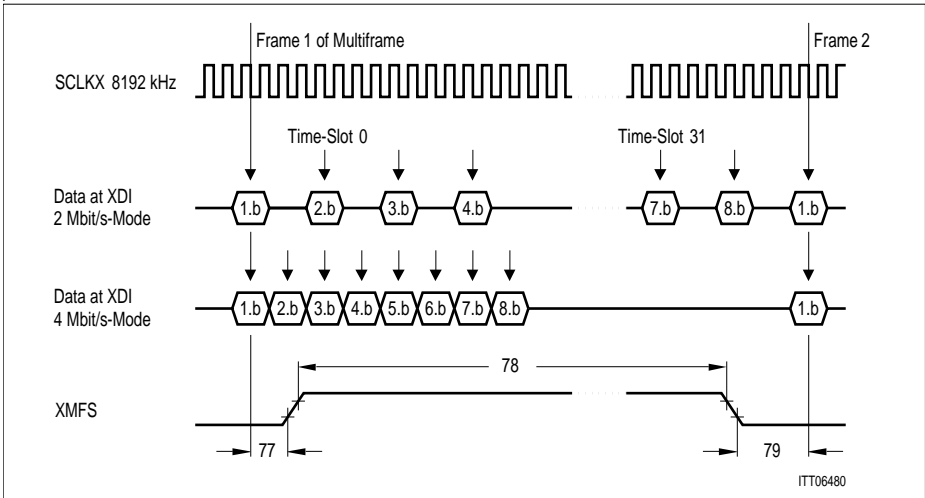 Frame 1 of Multiframe
Frame 2
SCLKX 8192 kHz
Time-Slot 0
Time-Slot 31
Data at XDI
2 Mbit/s-Mode
1.b 2.b 3.b 4.b 7.b 8.b 1.b
Data at XDI
4 Mbit/s-Mode
1.b 2.b 3.b 4.b 5.b 6.b 7.b 8.b 1.b
78
XMFS
77
79
ITT06480